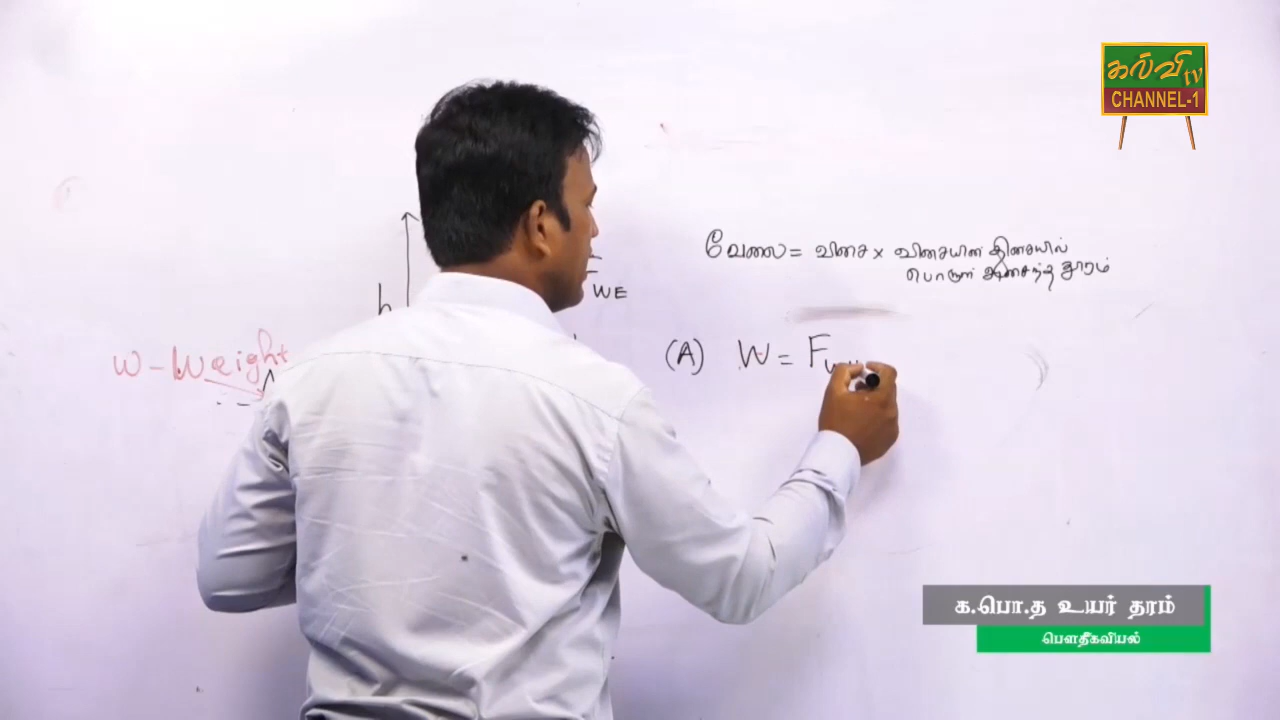 கல்வி tv
CHANNEL-1
வேலை = விசை × விசையின் திசையில்
பொருள் அசைந்த தூரம்
WE
h
w - Weight
(A) W = F
க.பொ.த உயர் தரம்
பௌதீகவியல்